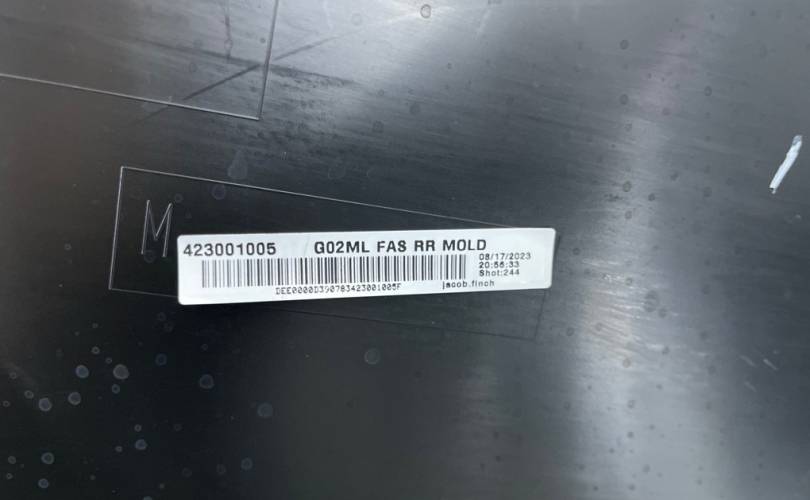 M
423001005 G02ML FAS RR MOLD
08/17/2023
20:56:33
Shot:244
jacob.finch